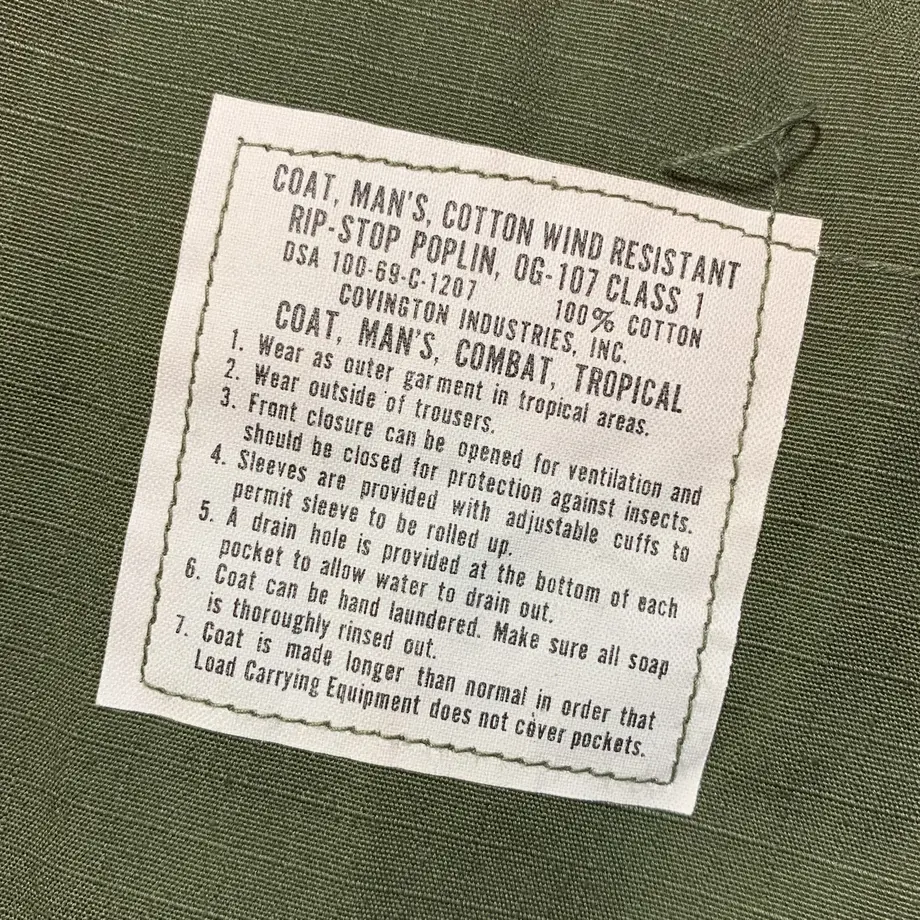 COAT, MAN'S, COTTON WIND RESISTANT
RIP-STOP POPLIN, OG-107 CLASS 1
DSA 100-69-C-1207 100% COTTON
COVINGTON INDUSTRIES, INC.
COAT, MAN'S, COMBAT, TROPICAL
1. Wear as outer garment in tropical areas.
2. Wear outside of trousers.
3. Front closure can be opened for ventilation and
should be closed for protection against insects.
4. Sleeves are provided with adjustable cuffs to
permit sleeve to be rolled up.
5. A drain hole is provided at the bottom of each
pocket to allow water to drain out.
6. Coat can be hand laundered. Make sure all soap
is thoroughly rinsed out.
7. Coat is made longer than normal in order that
Load Carrying Equipment does not cover pockets.